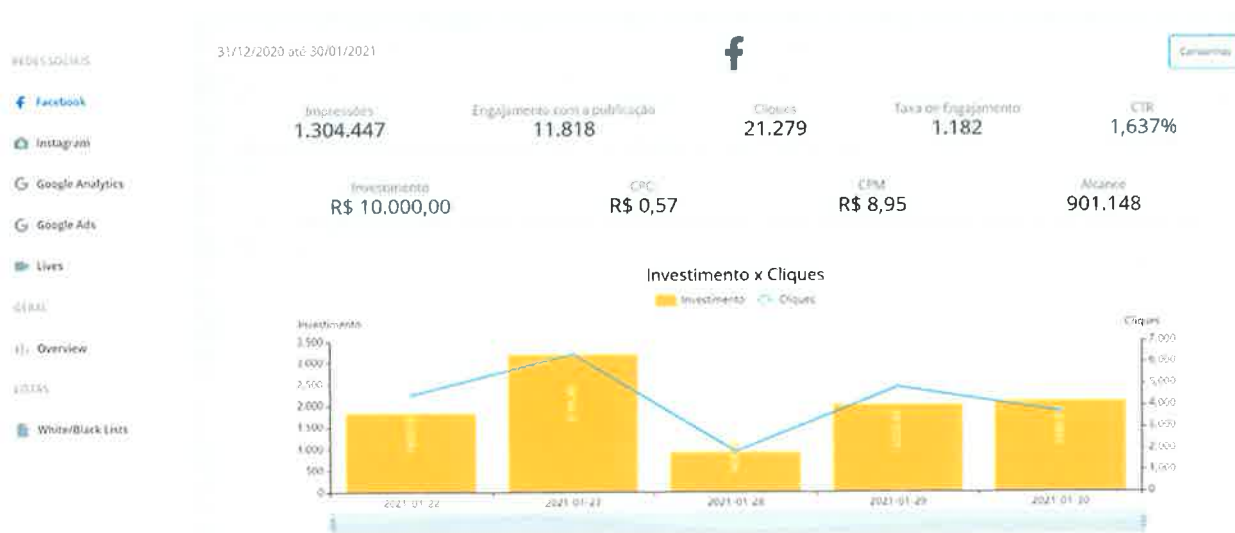 REDES SOCIAIS
Facebook
Instagram
Google Analytics
Google Ads
Lives
GERAL
Overview
LISTAS
White/Black Lists
31/12/2020 até 30/01/2021
Impressões
1.304.447
Engajamento com a publicação
11.818
Cliques
21.279
Taxa de Engajamento
1.182
CTR
1,637%
Investimento
R$ 10.000,00
CPC
R$ 0,57
CPM
R$ 8,95
Alcance
901.148
Investimento x Cliques
Investimento Cliques
Investimento
Cliques
3.500
3.000
2.500
2.000
1.500
1.000
500
0
7.000
6.000
5.000
4.000
3.000
2.000
1.000
0
2021-01-22
2021-01-28
2021-01-29
2021-01-30